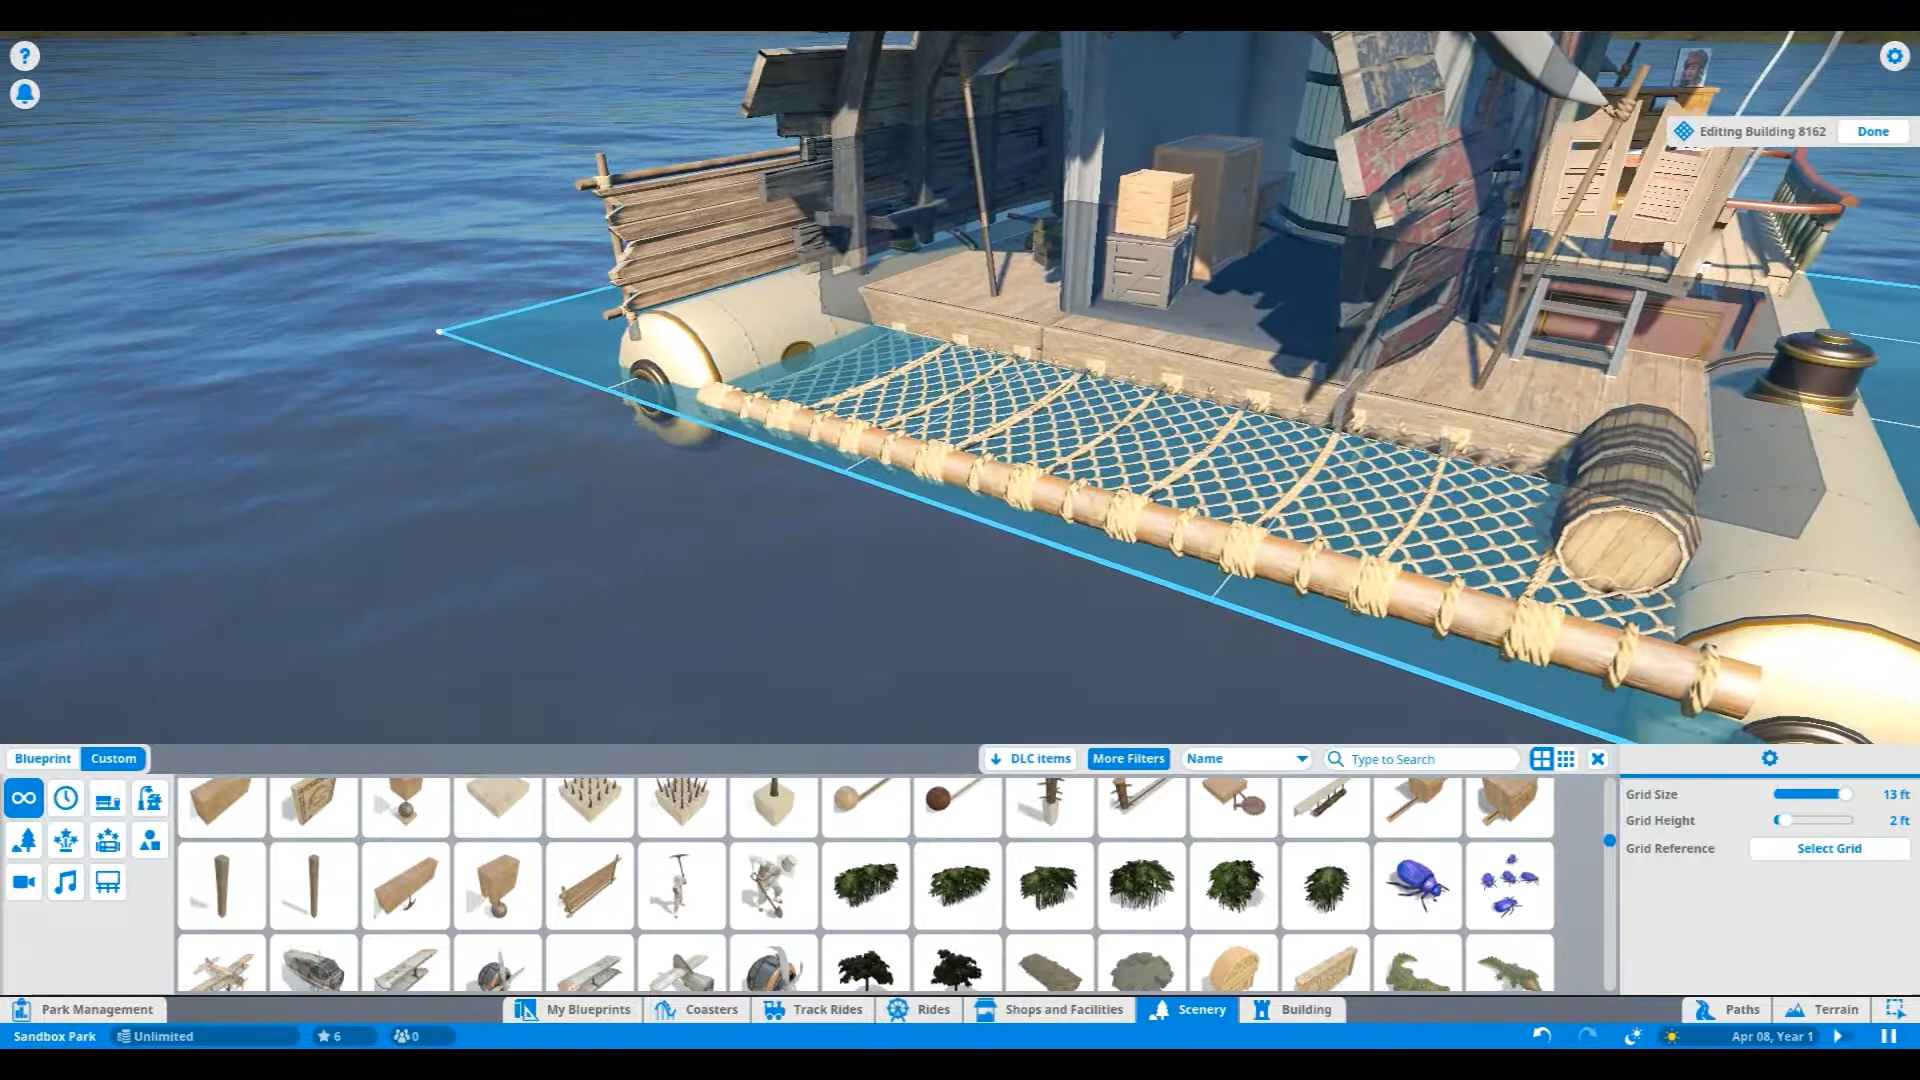 ?
Editing Building 8162
Done
Blueprint
Custom
DLC items
More Filters
Name
Type to Search
Grid Size
13 ft
Grid Height
2 ft
Grid Reference
Select Grid
Park Management
My Blueprints
Coasters
Track Rides
Rides
Shops and Facilities
Scenery
Building
Paths
Terrain
Sandbox Park
Unlimited
6
0
Apr 08, Year 1